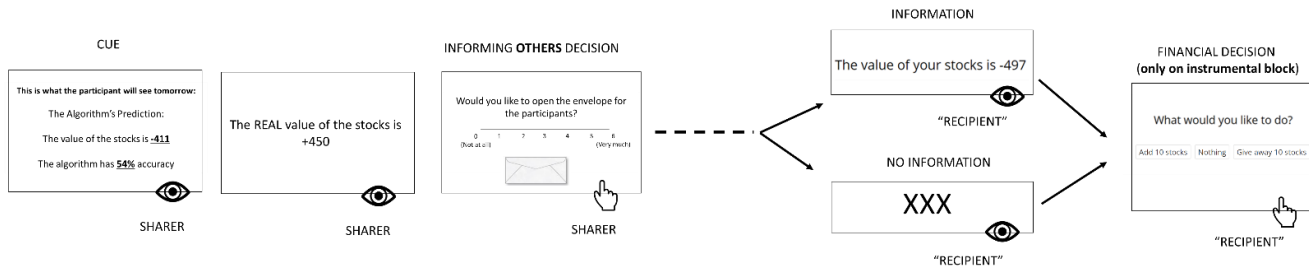 CUE
This is what the participant will see tomorrow:
The Algorithm's Prediction:
The value of the stocks is -411
The algorithm has 54% accuracy
SHARER
The REAL value of the stocks is
+450
SHARER
INFORMING OTHERS DECISION
Would you like to open the envelope for
the participants?
0 1 2 3 4 5 6
(Not at all) (Very much)
SHARER
INFORMATION
The value of your stocks is -497
"RECIPIENT"
NO INFORMATION
XXX
"RECIPIENT"
FINANCIAL DECISION
(only on instrumental block)
What would you like to do?
Add 10 stocks Nothing Give away 10 stocks
"RECIPIENT"